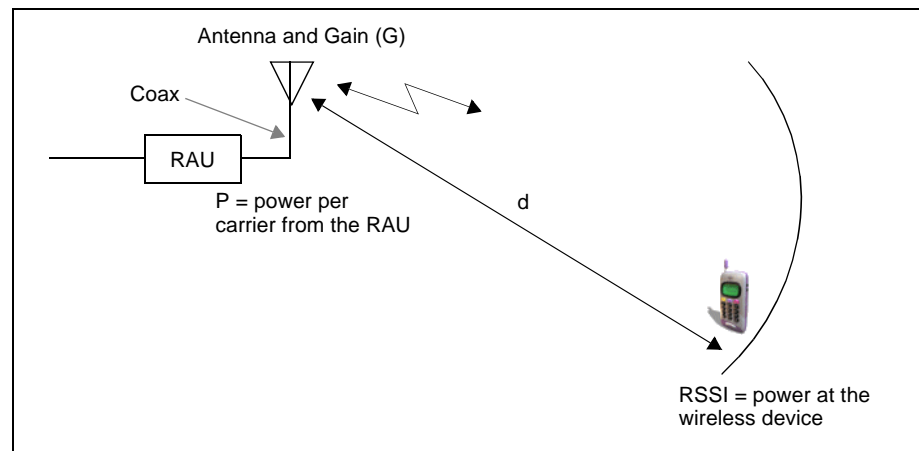 Antenna and Gain (G)
Coax
RAU
P = power per
carrier from the RAU
d
RSSI = power at the
wireless device